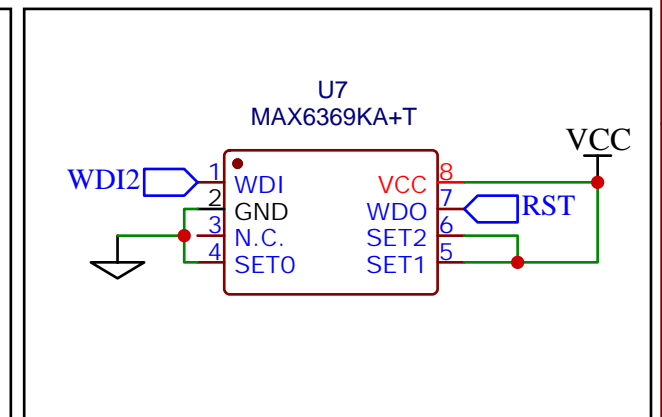 U7
MAX6369KA+T
VCC
WDI2
1 WDI
2 GND
3 N.C.
4 SET0
VCC 8
WDO 7
RST
SET2 6
SET1 5